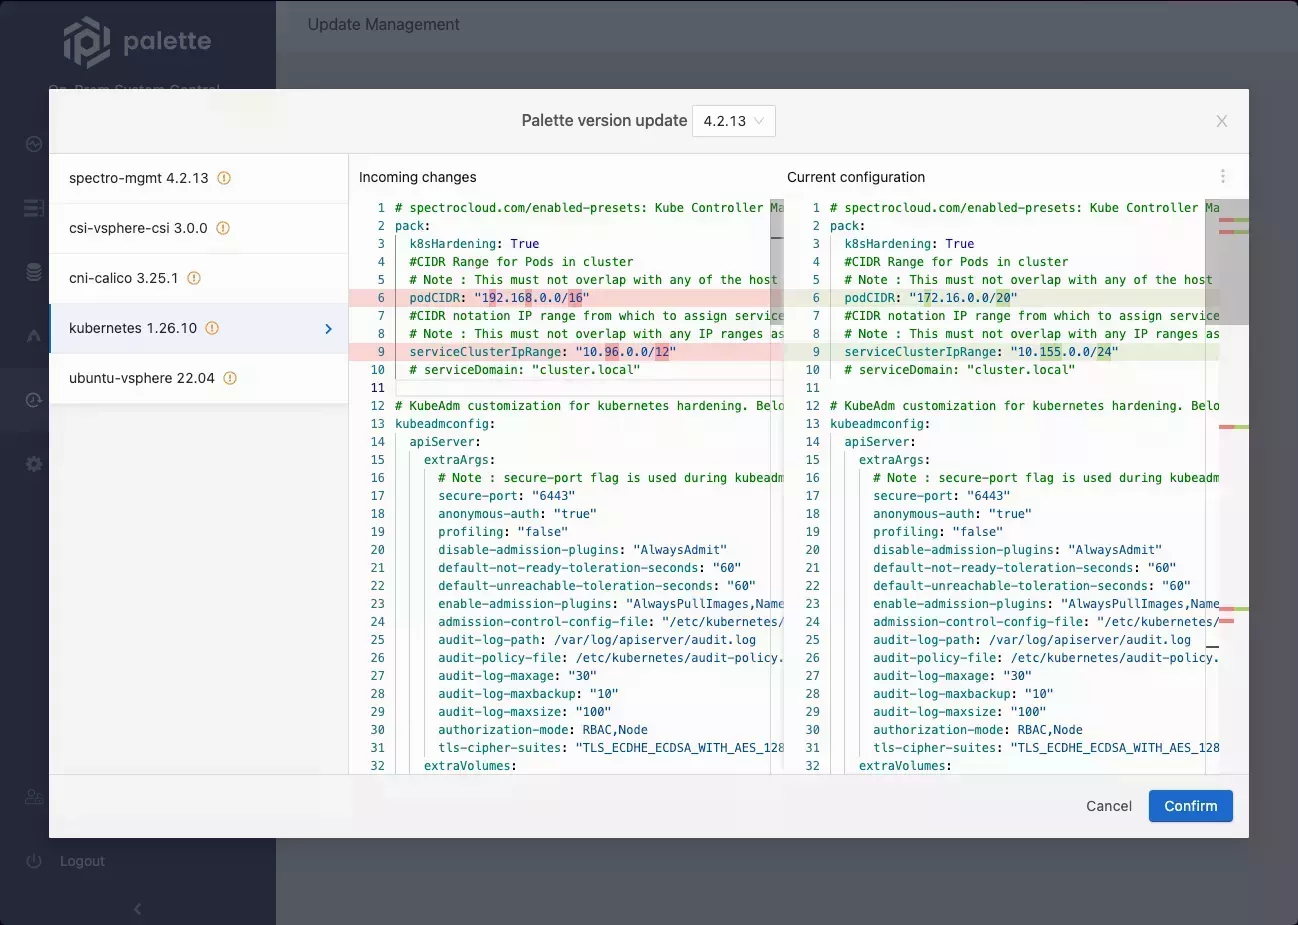 palette
Update Management
On-Prem System Control
Palette version update 4.2.13
spectro-mgmt 4.2.13
csi-vsphere-csi 3.0.0
cni-calico 3.25.1
kubernetes 1.26.10
ubuntu-vsphere 22.04
Incoming changes
1 # spectrocloud.com/enabled-presets: Kube Controller Ma
2 pack:
3 k8sHardening: True
4 #CIDR Range for Pods in cluster
5 # Note : This must not overlap with any of the host
6 podCIDR: "192.168.0.0/16"
7 #CIDR notation IP range from which to assign service
8 # Note : This must not overlap with any IP ranges as
9 serviceClusterIpRange: "10.96.0.0/12"
10 # serviceDomain: "cluster.local"
11
12 # KubeAdm customization for kubernetes hardening. Belo
13 kubeadmconfig:
14 apiServer:
15 extraArgs:
16 # Note : secure-port flag is used during kubeadm
17 secure-port: "6443"
18 anonymous-auth: "true"
19 profiling: "false"
20 disable-admission-plugins: "AlwaysAdmit"
21 default-not-ready-toleration-seconds: "60"
22 default-unreachable-toleration-seconds: "60"
23 enable-admission-plugins: "AlwaysPullImages,Name
24 admission-control-config-file: "/etc/kubernetes/
25 audit-log-path: /var/log/apiserver/audit.log
26 audit-policy-file: /etc/kubernetes/audit-policy.
27 audit-log-maxage: "30"
28 audit-log-maxbackup: "10"
29 audit-log-maxsize: "100"
30 authorization-mode: RBAC,Node
31 tls-cipher-suites: "TLS_ECDHE_ECDSA_WITH_AES_128
32 extraVolumes:
Current configuration
1 # spectrocloud.com/enabled-presets: Kube Controller Ma
2 pack:
3 k8sHardening: True
4 #CIDR Range for Pods in cluster
5 # Note : This must not overlap with any of the host
6 podCIDR: "172.16.0.0/20"
7 #CIDR notation IP range from which to assign service
8 # Note : This must not overlap with any IP ranges as
9 serviceClusterIpRange: "10.155.0.0/24"
10 # serviceDomain: "cluster.local"
11
12 # KubeAdm customization for kubernetes hardening. Belo
13 kubeadmconfig:
14 apiServer:
15 extraArgs:
16 # Note : secure-port flag is used during kubeadm
17 secure-port: "6443"
18 anonymous-auth: "true"
19 profiling: "false"
20 disable-admission-plugins: "AlwaysAdmit"
21 default-not-ready-toleration-seconds: "60"
22 default-unreachable-toleration-seconds: "60"
23 enable-admission-plugins: "AlwaysPullImages,Name
24 admission-control-config-file: "/etc/kubernetes/
25 audit-log-path: /var/log/apiserver/audit.log
26 audit-policy-file: /etc/kubernetes/audit-policy.
27 audit-log-maxage: "30"
28 audit-log-maxbackup: "10"
29 audit-log-maxsize: "100"
30 authorization-mode: RBAC,Node
31 tls-cipher-suites: "TLS_ECDHE_ECDSA_WITH_AES_128
32 extraVolumes:
Cancel
Confirm
Logout